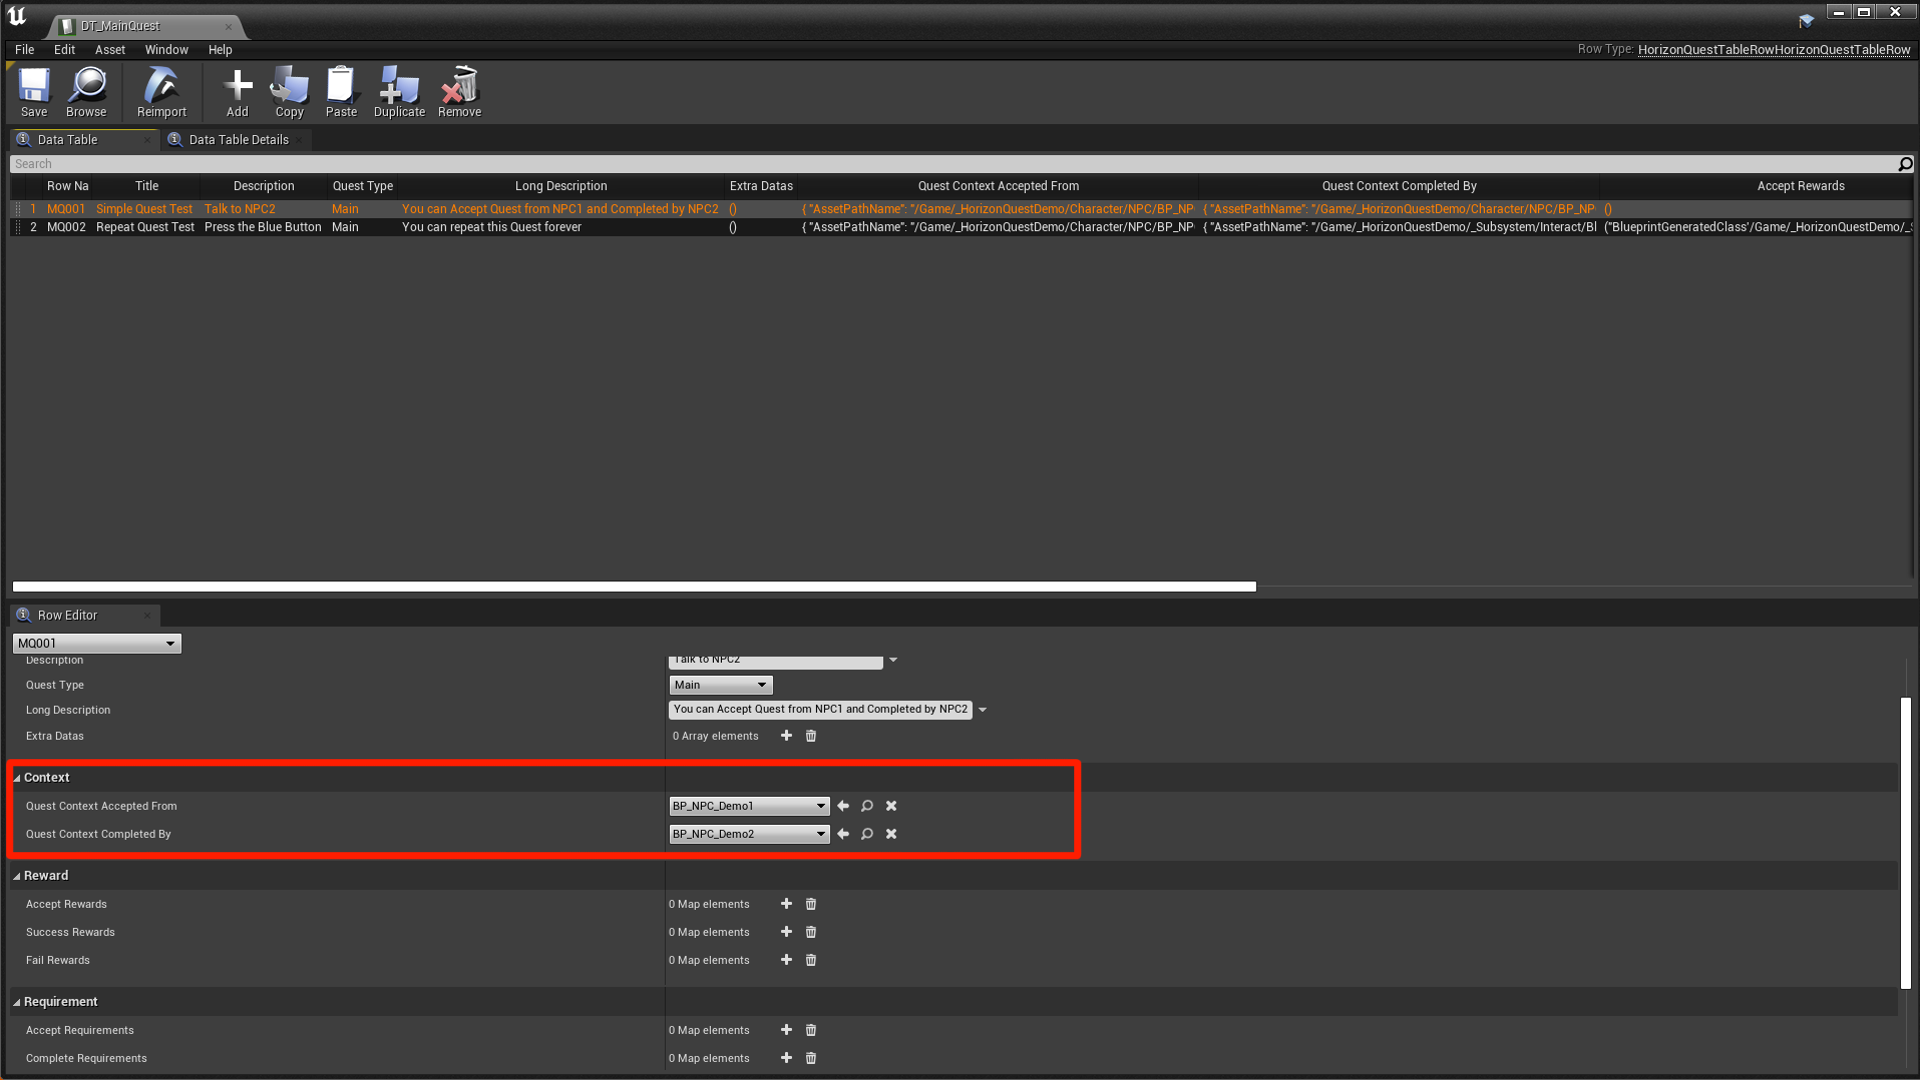 DT_MainQuest
File Edit Asset Window Help
Row Type: HorizonQuestTableRowHorizonQuestTableRow
Save Browse Reimport Add Copy Paste Duplicate Remove
Data Table Data Table Details
Search
Row Na Title Description Quest Type Long Description Extra Datas Quest Context Accepted From Quest Context Completed By Accept Rewards
1 MQ001 Simple Quest Test Talk to NPC2 Main You can Accept Quest from NPC1 and Completed by NPC2 () { "AssetPathName": "/Game/_HorizonQuestDemo/Character/NPC/BP_NP { "AssetPathName": "/Game/_HorizonQuestDemo/Character/NPC/BP_NP ()
2 MQ002 Repeat Quest Test Press the Blue Button Main You can repeat this Quest forever () { "AssetPathName": "/Game/_HorizonQuestDemo/Character/NPC/BP_NP { "AssetPathName": "/Game/_HorizonQuestDemo/_Subsystem/Interact/Bl ("BlueprintGeneratedClass'/Game/_HorizonQuestDemo/_S
Row Editor
MQ001
Description Talk to NPC2
Quest Type Main
Long Description You can Accept Quest from NPC1 and Completed by NPC2
Extra Datas 0 Array elements
Context
Quest Context Accepted From BP_NPC_Demo1
Quest Context Completed By BP_NPC_Demo2
Reward
Accept Rewards 0 Map elements
Success Rewards 0 Map elements
Fail Rewards 0 Map elements
Requirement
Accept Requirements 0 Map elements
Complete Requirements 0 Map elements